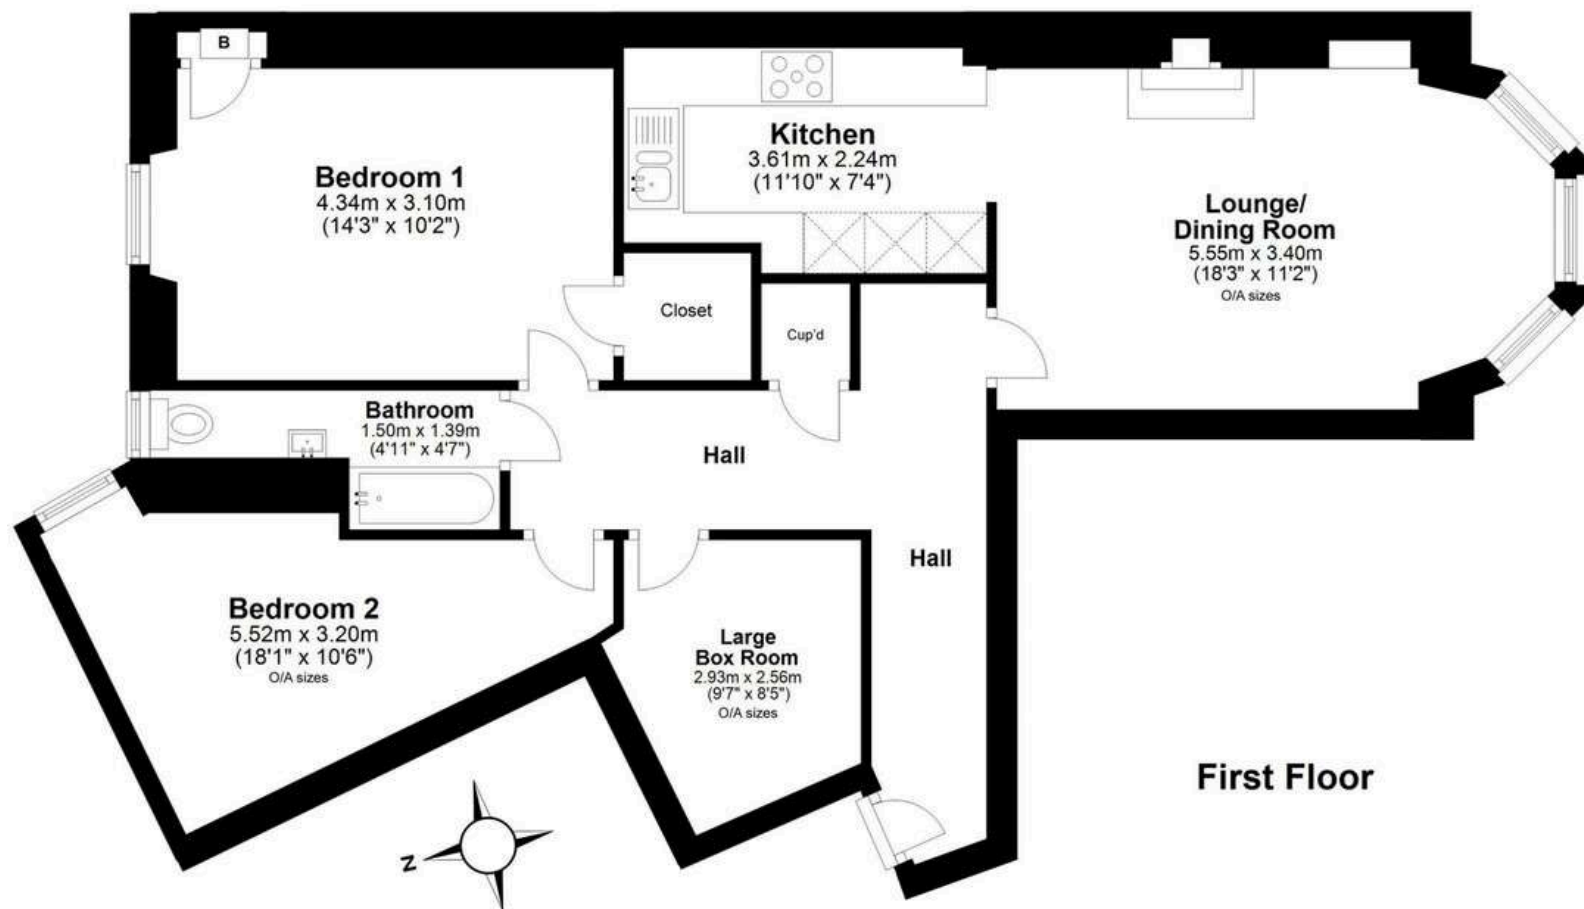 B
Bedroom 1
4.34m x 3.10m
(14'3" x 10'2")
Kitchen
3.61m x 2.24m
(11'10" x 7'4")
Lounge/
Dining Room
5.55m x 3.40m
(18'3" x 11'2")
O/A sizes
Closet
Cup'd
Bathroom
1.50m x 1.39m
(4'11" x 4'7")
Hall
Hall
Bedroom 2
5.52m x 3.20m
(18'1" x 10'6")
O/A sizes
Large
Box Room
2.93m x 2.56m
(9'7" x 8'5")
O/A sizes
First Floor
N